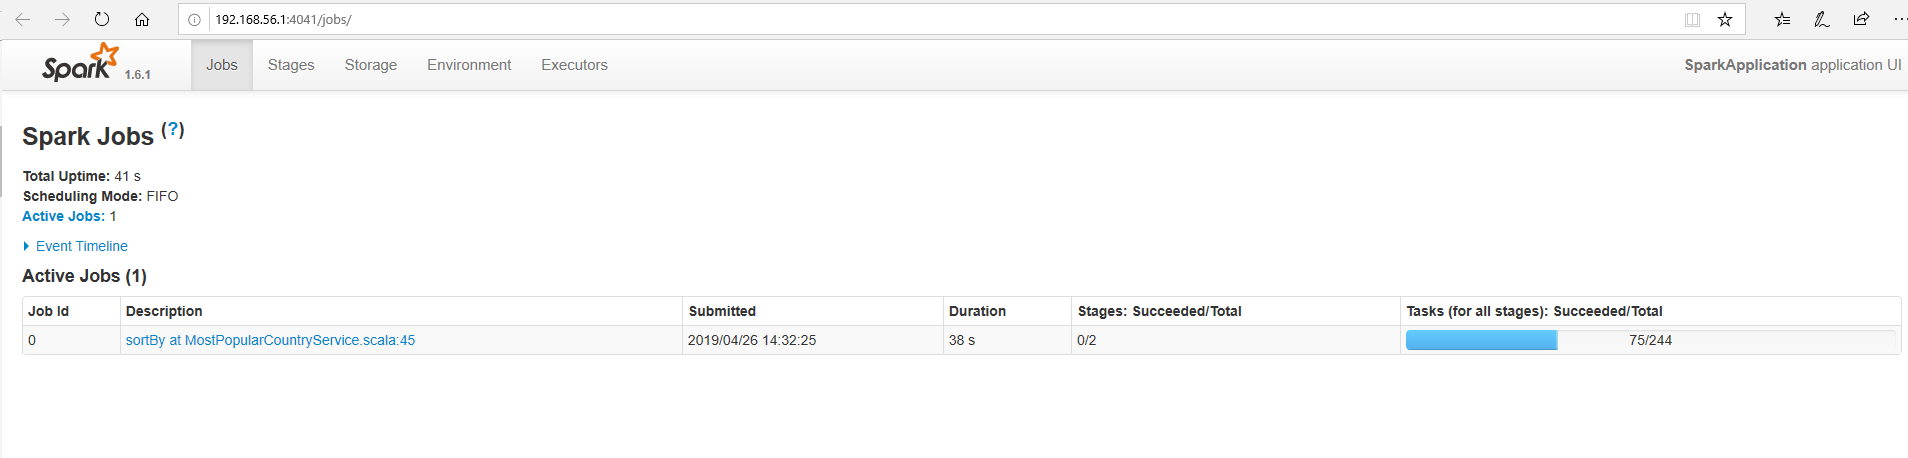 192.168.56.1:4041/jobs/
Spark 1.6.1 Jobs Stages Storage Environment Executors SparkApplication application UI
Spark Jobs (?)
Total Uptime: 41 s
Scheduling Mode: FIFO
Active Jobs: 1
Event Timeline
Active Jobs (1)
Job Id Description Submitted Duration Stages: Succeeded/Total Tasks (for all stages): Succeeded/Total
0 sortBy at MostPopularCountryService.scala:45 2019/04/26 14:32:25 38 s 0/2 75/244